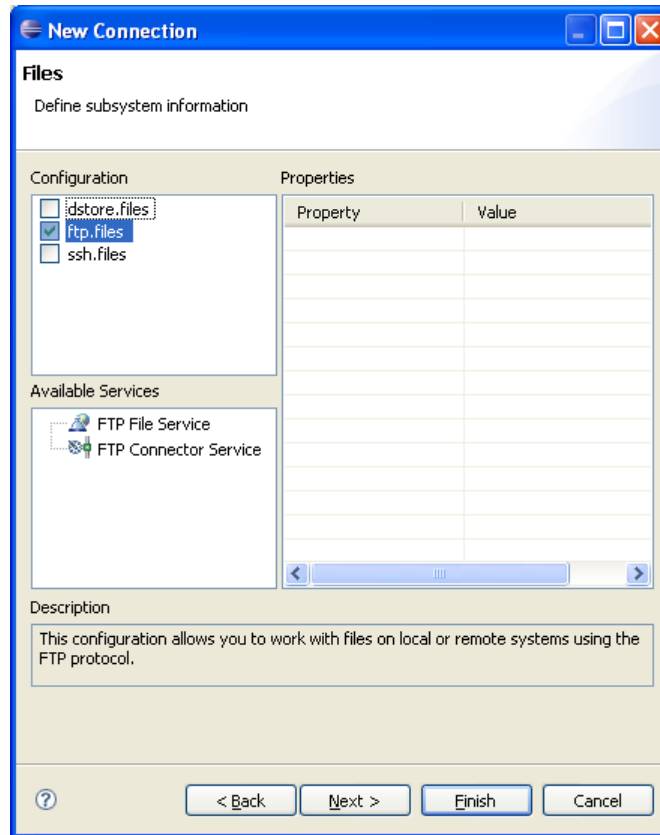 New Connection
Files
Define subsystem information
Configuration
dstore.files
ftp.files
ssh.files
Properties
Property Value
Available Services
FTP File Service
FTP Connector Service
Description
This configuration allows you to work with files on local or remote systems using the
FTP protocol.
? < Back Next > Finish Cancel